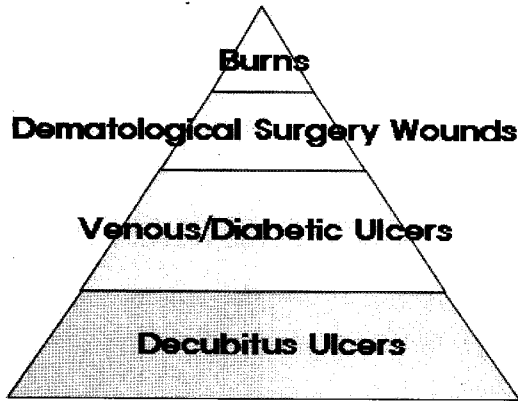 Burns
Dematological Surgery Wounds
Venous/Diabetic Ulcers
Decubitus Ulcers